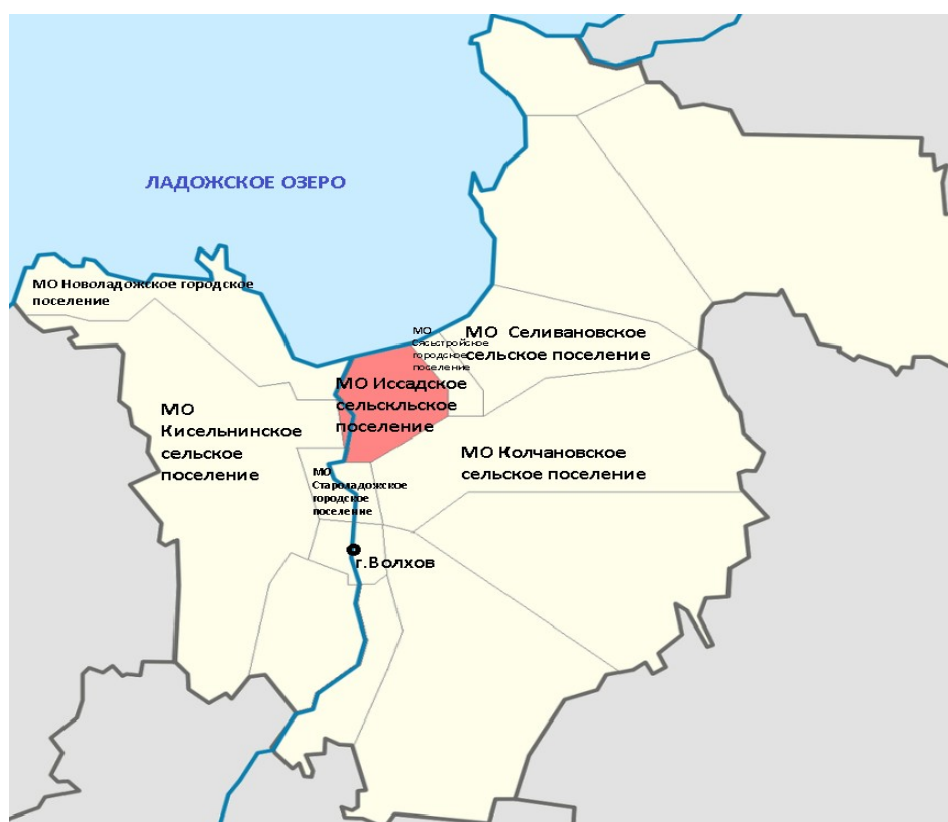 ЛАДОЖСКОЕ ОЗЕРО
МО Новоладожское городское
поселение
МО
Сясьстройское
городское
поселение
МО Селивановское
сельское поселение
МО Иссадское
сельскльское
поселение
МО
Кисельнинское
сельское
поселение
МО Колчановское
сельское поселение
МО
Староладожское
городское
поселение
г.Волхов